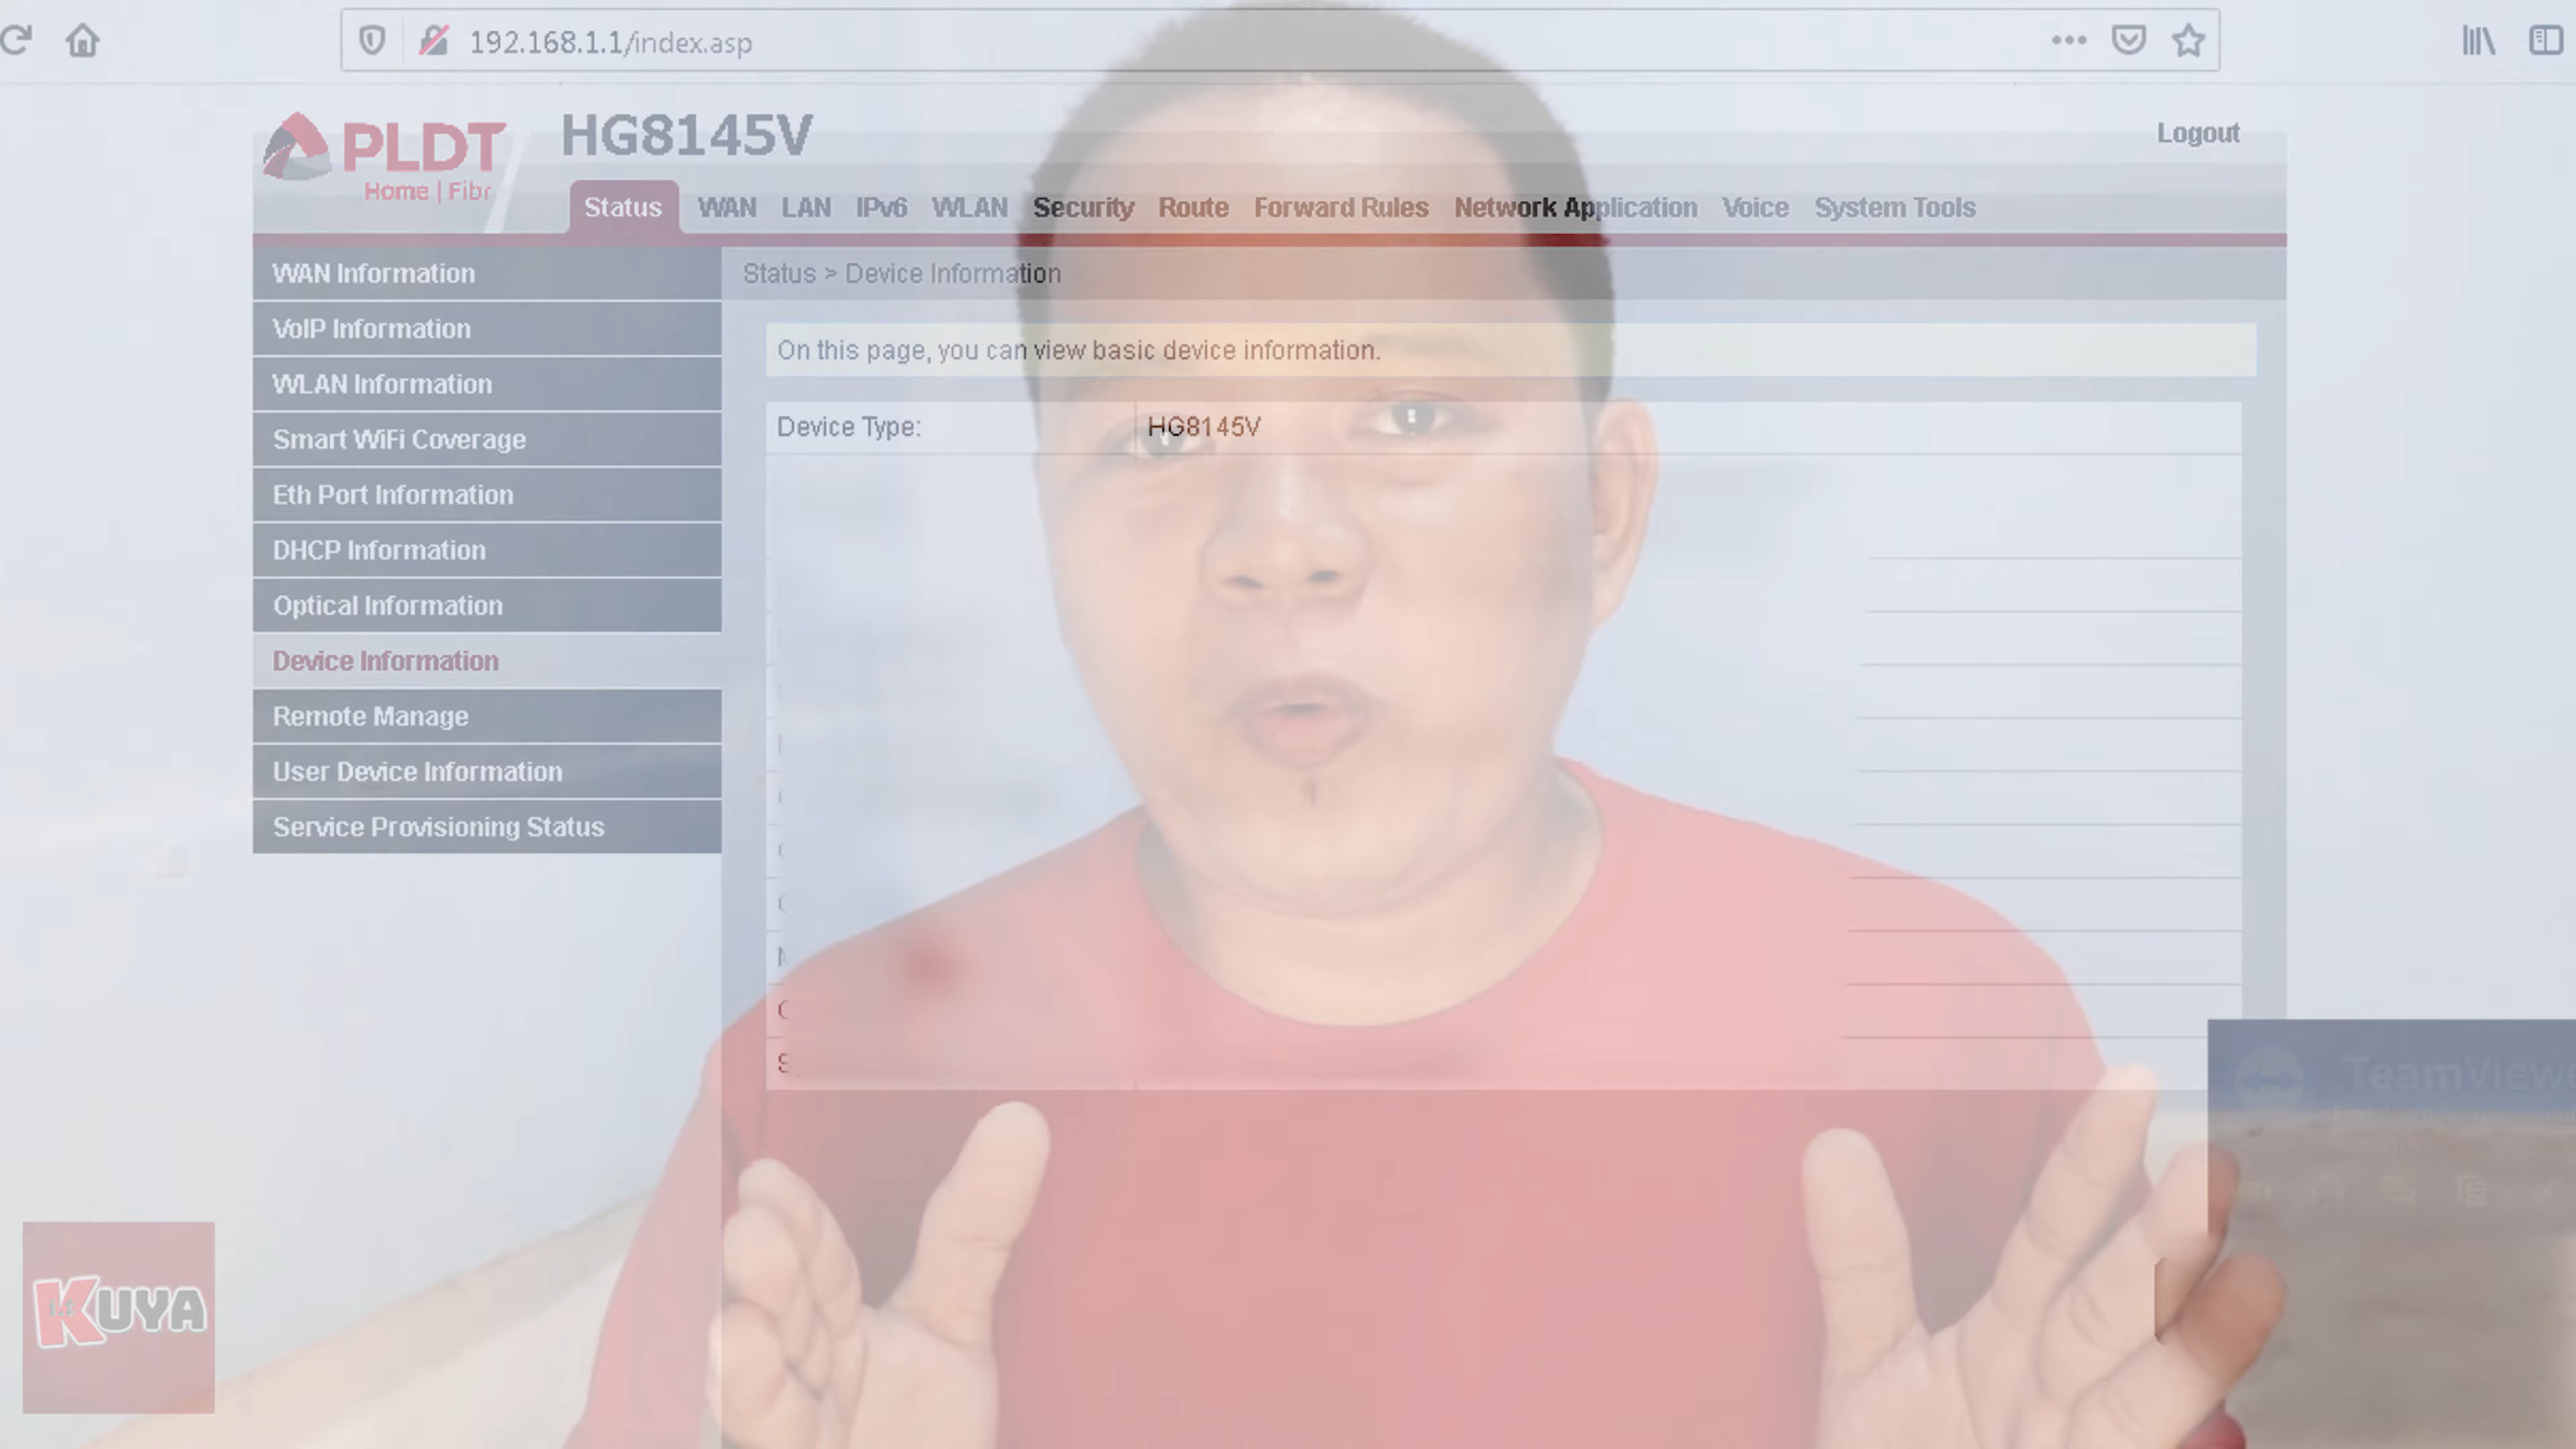 192.168.1.1/index.asp
PLDT
Home | Fibr
HG8145V
Logout
Status WAN LAN IPv6 WLAN Security Route Forward Rules Network Application Voice System Tools
WAN Information
VoIP Information
WLAN Information
Smart WiFi Coverage
Eth Port Information
DHCP Information
Optical Information
Device Information
Remote Manage
User Device Information
Service Provisioning Status
Status > Device Information
On this page, you can view basic device information.
Device Type: HG8145V
KUYA